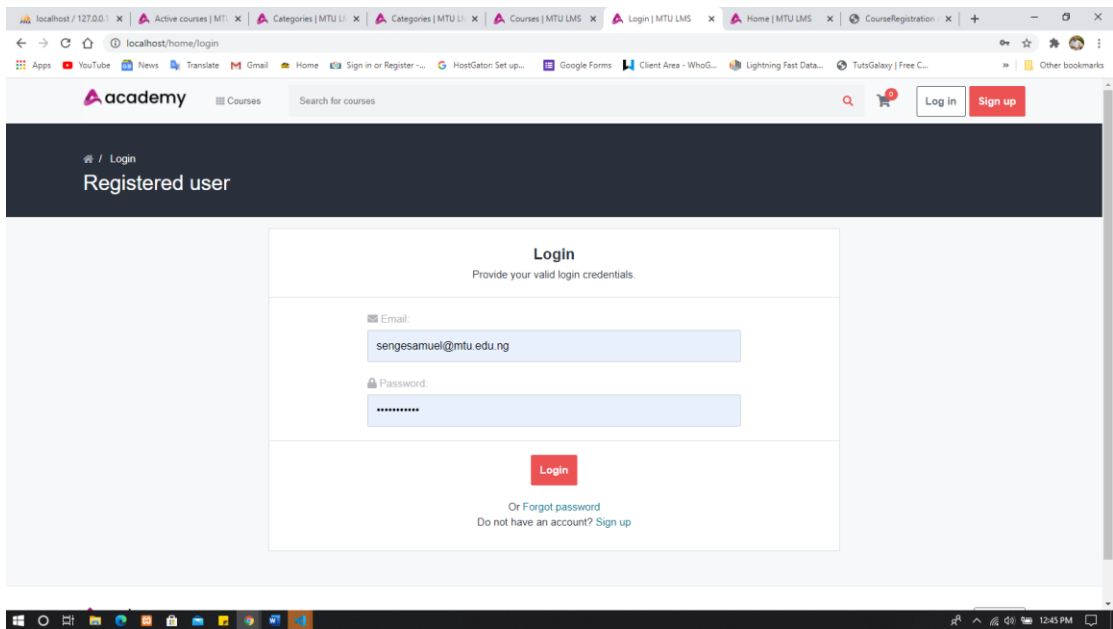 localhost / 127.0.0.1
Active courses | MT
Categories | MTU L
Categories | MTU L
Courses | MTU LMS
Login | MTU LMS
Home | MTU LMS
CourseRegistration
localhost/home/login
Apps YouTube News Translate M Gmail Home Sign in or Register -... G HostGator: Set up... Google Forms Client Area - WhoG... Lightning Fast Data... TutsGalaxy | Free C... » Other bookmarks
academy Courses Search for courses 0 Log in Sign up
/ Login
Registered user
Login
Provide your valid login credentials.
Email:
sengesamuel@mtu.edu.ng
Password:
•••••••••••
Login
Or Forgot password
Do not have an account? Sign up
12:45 PM